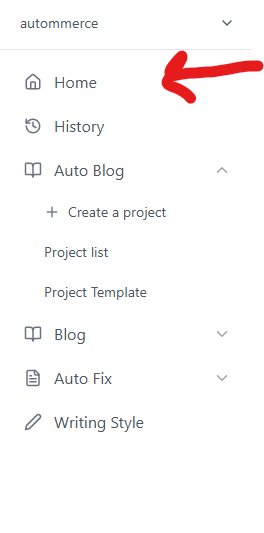 autommerce
Home
History
Auto Blog
Create a project
Project list
Project Template
Blog
Auto Fix
Writing Style